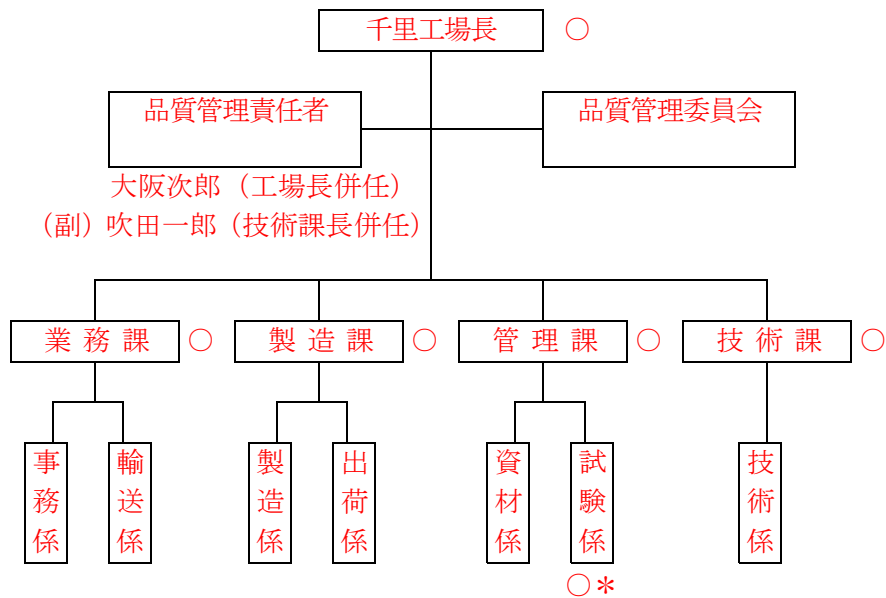 千里工場長 ○
品質管理責任者
品質管理委員会
大阪次郎（工場長併任）
（副）吹田一郎（技術課長併任）
業務課 ○
製造課 ○
管理課 ○
技術課 ○
事務係
輸送係
製造係
出荷係
資材係
試験係
技術係
○＊